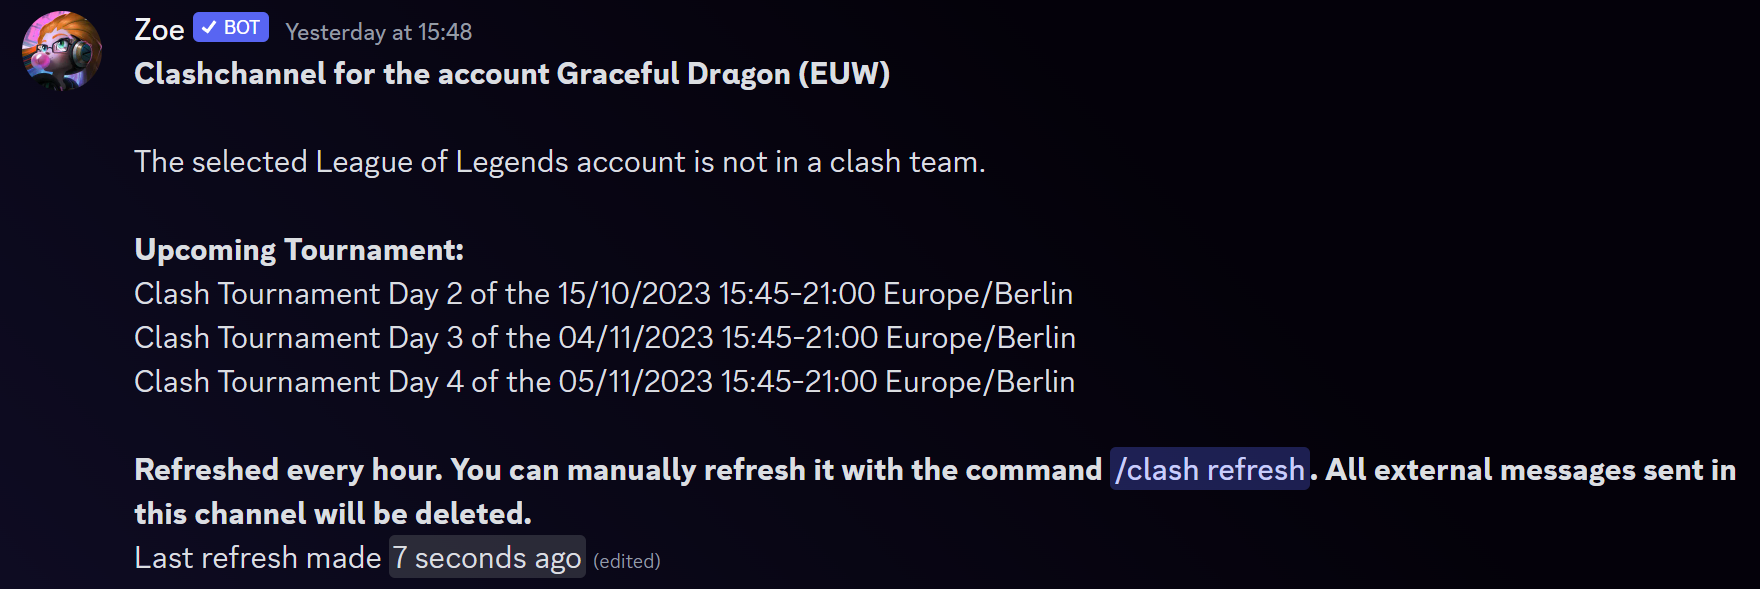 Zoe ✓ BOT Yesterday at 15:48
Clashchannel for the account Graceful Drɑgon (EUW)
The selected League of Legends account is not in a clash team.
Upcoming Tournament:
Clash Tournament Day 2 of the 15/10/2023 15:45-21:00 Europe/Berlin
Clash Tournament Day 3 of the 04/11/2023 15:45-21:00 Europe/Berlin
Clash Tournament Day 4 of the 05/11/2023 15:45-21:00 Europe/Berlin
Refreshed every hour. You can manually refresh it with the command /clash refresh. All external messages sent in
this channel will be deleted.
Last refresh made 7 seconds ago (edited)